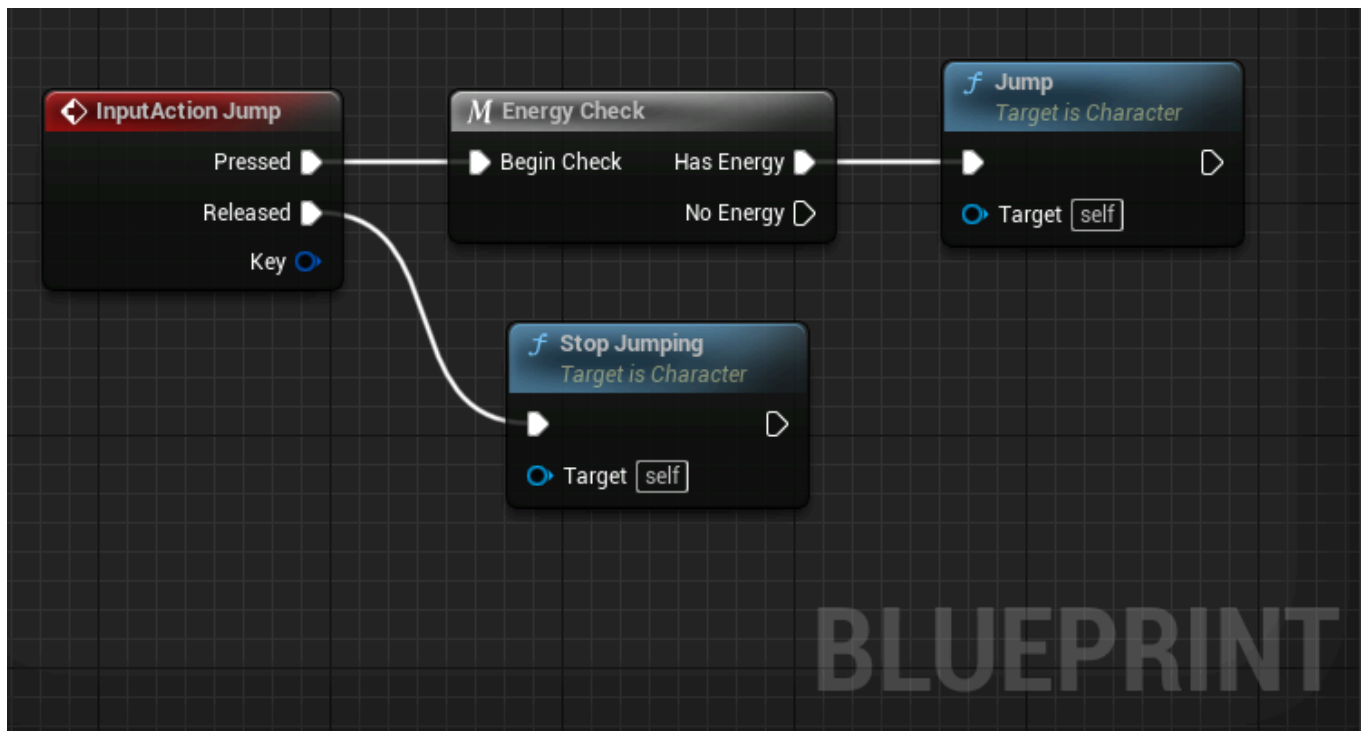 InputAction Jump
Pressed
Released
Key
M Energy Check
Begin Check Has Energy
No Energy
f Jump
Target is Character
Target self
f Stop Jumping
Target is Character
Target self
BLUEPRINT